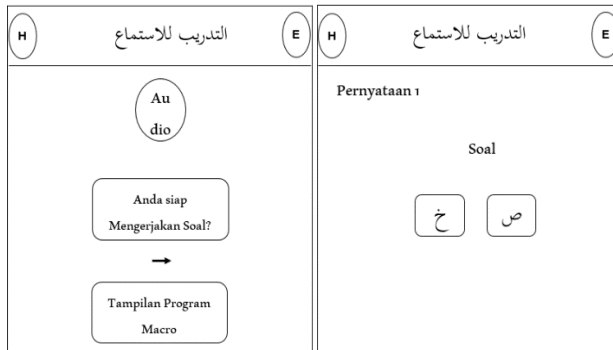 H
التدريب للاستماع
E
Au
dio
Anda siap
Mengerjakan Soal?
Tampilan Program
Macro
H
التدريب للاستماع
E
Pernyataan 1
Soal
خ
ص